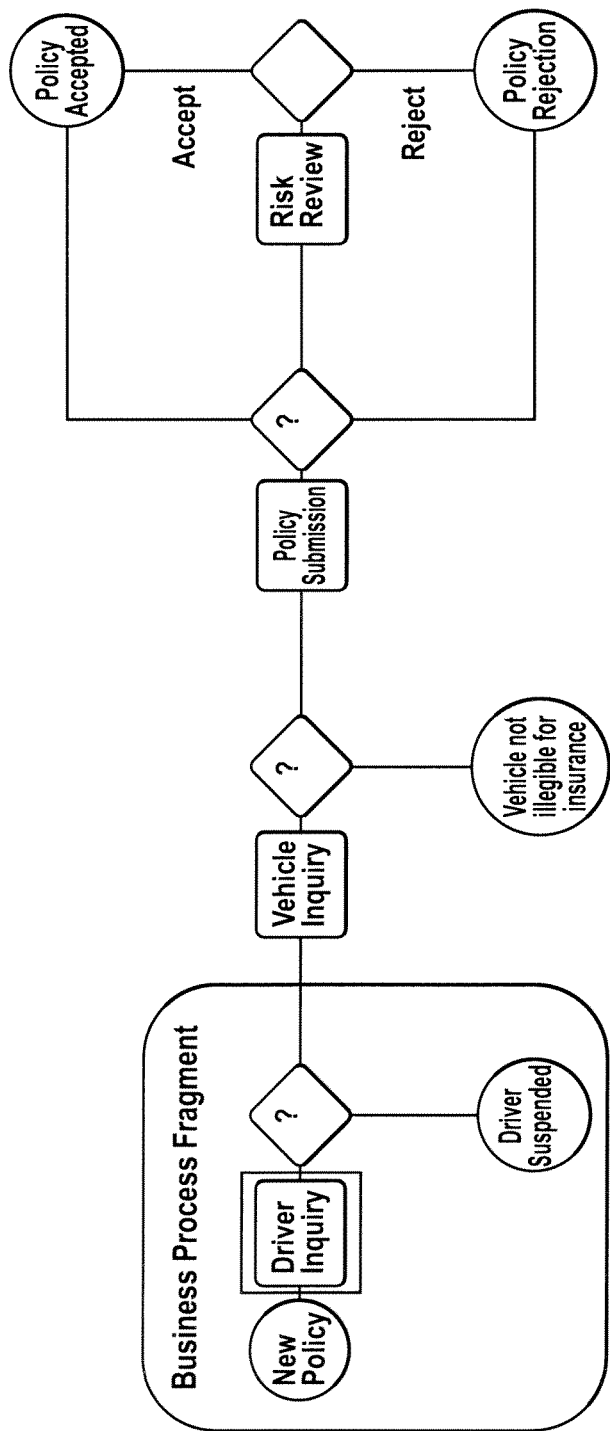 Business Process Fragment
New
Policy
Driver
Inquiry
?
Driver
Suspended
Vehicle
Inquiry
?
Vehicle not
illegible for
insurance
Policy
Submission
?
Risk
Review
Accept
Reject
Policy
Accepted
Policy
Rejection